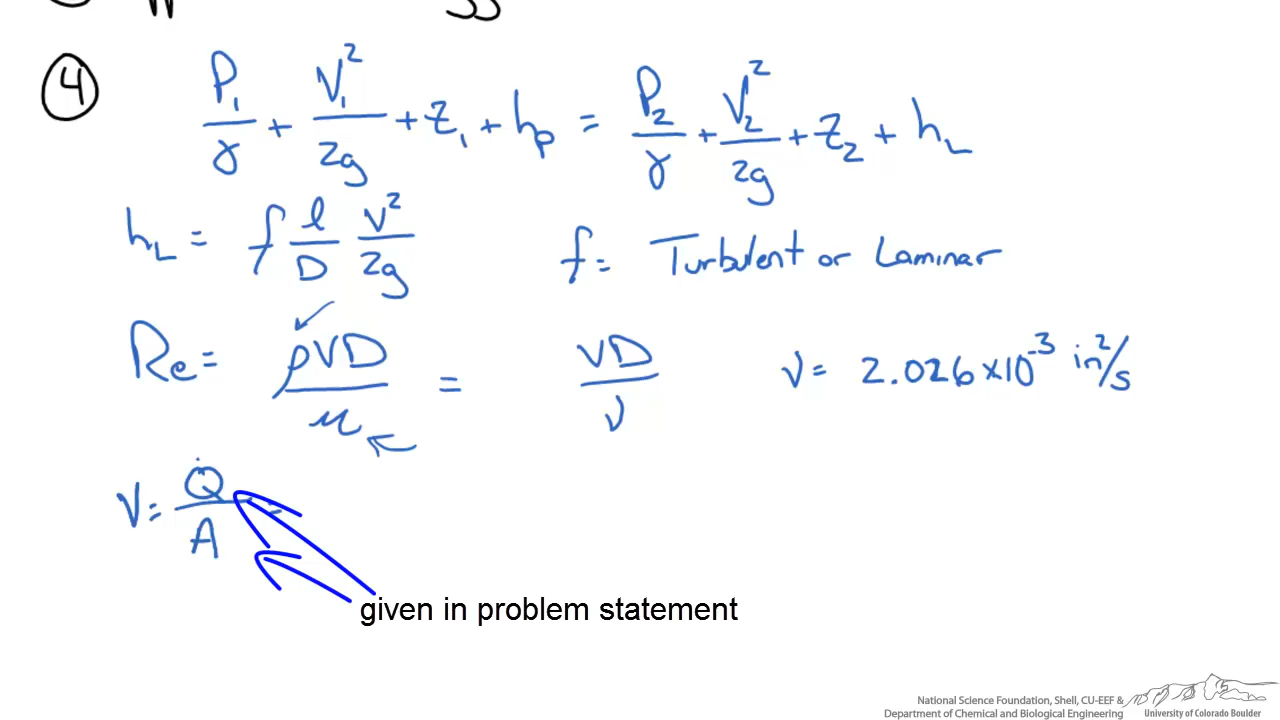 ④ P₁/γ + V₁²/2g + z₁ + hp = P₂/γ + V₂²/2g + z₂ + hL
hL = f l/D V²/2g f = Turbulent or Laminar
Re = ρVD/μ = VD/ν ν = 2.026 × 10⁻³ in²/s
V = Q̇/A =
given in problem statement
National Science Foundation, Shell, CU-EEF &
Department of Chemical and Biological Engineering
University of Colorado Boulder